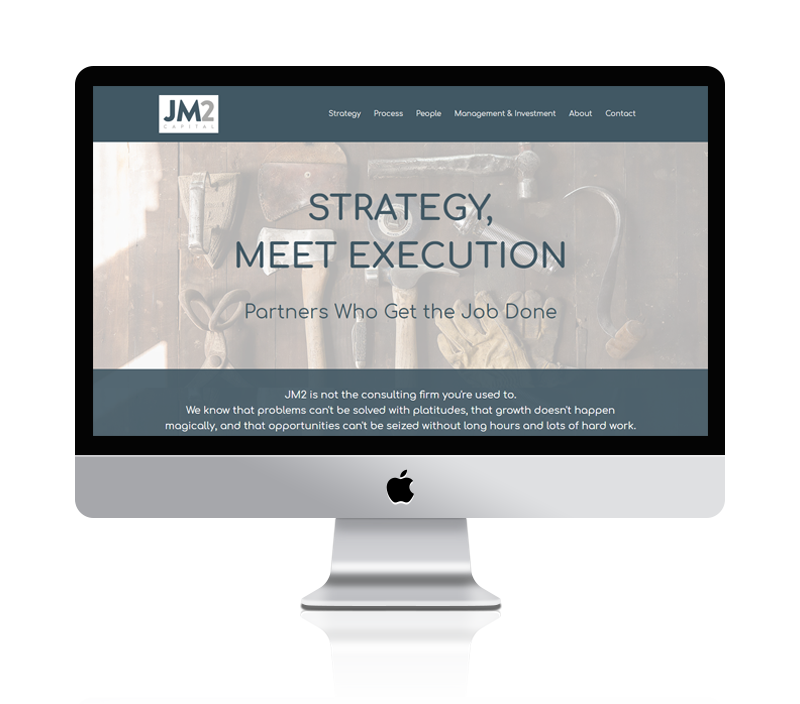 JM2
CAPITAL
Strategy Process People Management & Investment About Contact
STRATEGY,
MEET EXECUTION
Partners Who Get the Job Done
JM2 is not the consulting firm you're used to.
We know that problems can't be solved with platitudes, that growth doesn't happen
magically, and that opportunities can't be seized without long hours and lots of hard work.